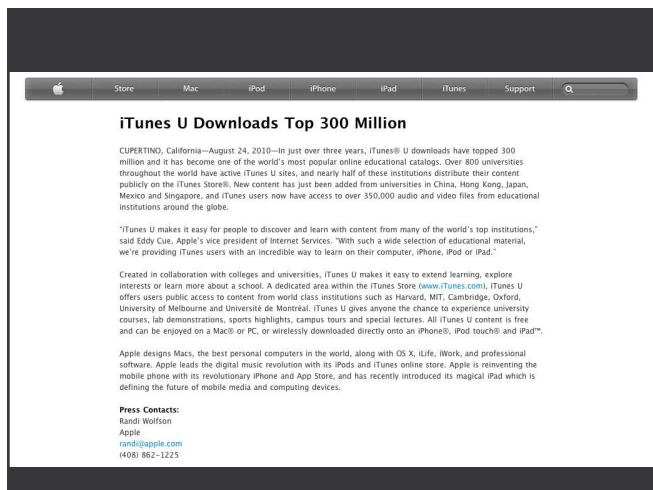 Store Mac iPod iPhone iPad iTunes Support
iTunes U Downloads Top 300 Million
CUPERTINO, California—August 24, 2010—In just over three years, iTunes® U downloads have topped 300
million and it has become one of the world's most popular online educational catalogs. Over 800 universities
throughout the world have active iTunes U sites, and nearly half of these institutions distribute their content
publicly on the iTunes Store®. New content has just been added from universities in China, Hong Kong, Japan,
Mexico and Singapore, and iTunes users now have access to over 350,000 audio and video files from educational
institutions around the globe.
"iTunes U makes it easy for people to discover and learn with content from many of the world's top institutions,"
said Eddy Cue, Apple's vice president of Internet Services. "With such a wide selection of educational material,
we're providing iTunes users with an incredible way to learn on their computer, iPhone, iPod or iPad."
Created in collaboration with colleges and universities, iTunes U makes it easy to extend learning, explore
interests or learn more about a school. A dedicated area within the iTunes Store (www.iTunes.com), iTunes U
offers users public access to content from world class institutions such as Harvard, MIT, Cambridge, Oxford,
University of Melbourne and Université de Montréal. iTunes U gives anyone the chance to experience university
courses, lab demonstrations, sports highlights, campus tours and special lectures. All iTunes U content is free
and can be enjoyed on a Mac® or PC, or wirelessly downloaded directly onto an iPhone®, iPod touch® and iPad™.
Apple designs Macs, the best personal computers in the world, along with OS X, iLife, iWork, and professional
software. Apple leads the digital music revolution with its iPods and iTunes online store. Apple is reinventing the
mobile phone with its revolutionary iPhone and App Store, and has recently introduced its magical iPad which is
defining the future of mobile media and computing devices.
Press Contacts:
Randi Wolfson
Apple
randi@apple.com
(408) 862-1225